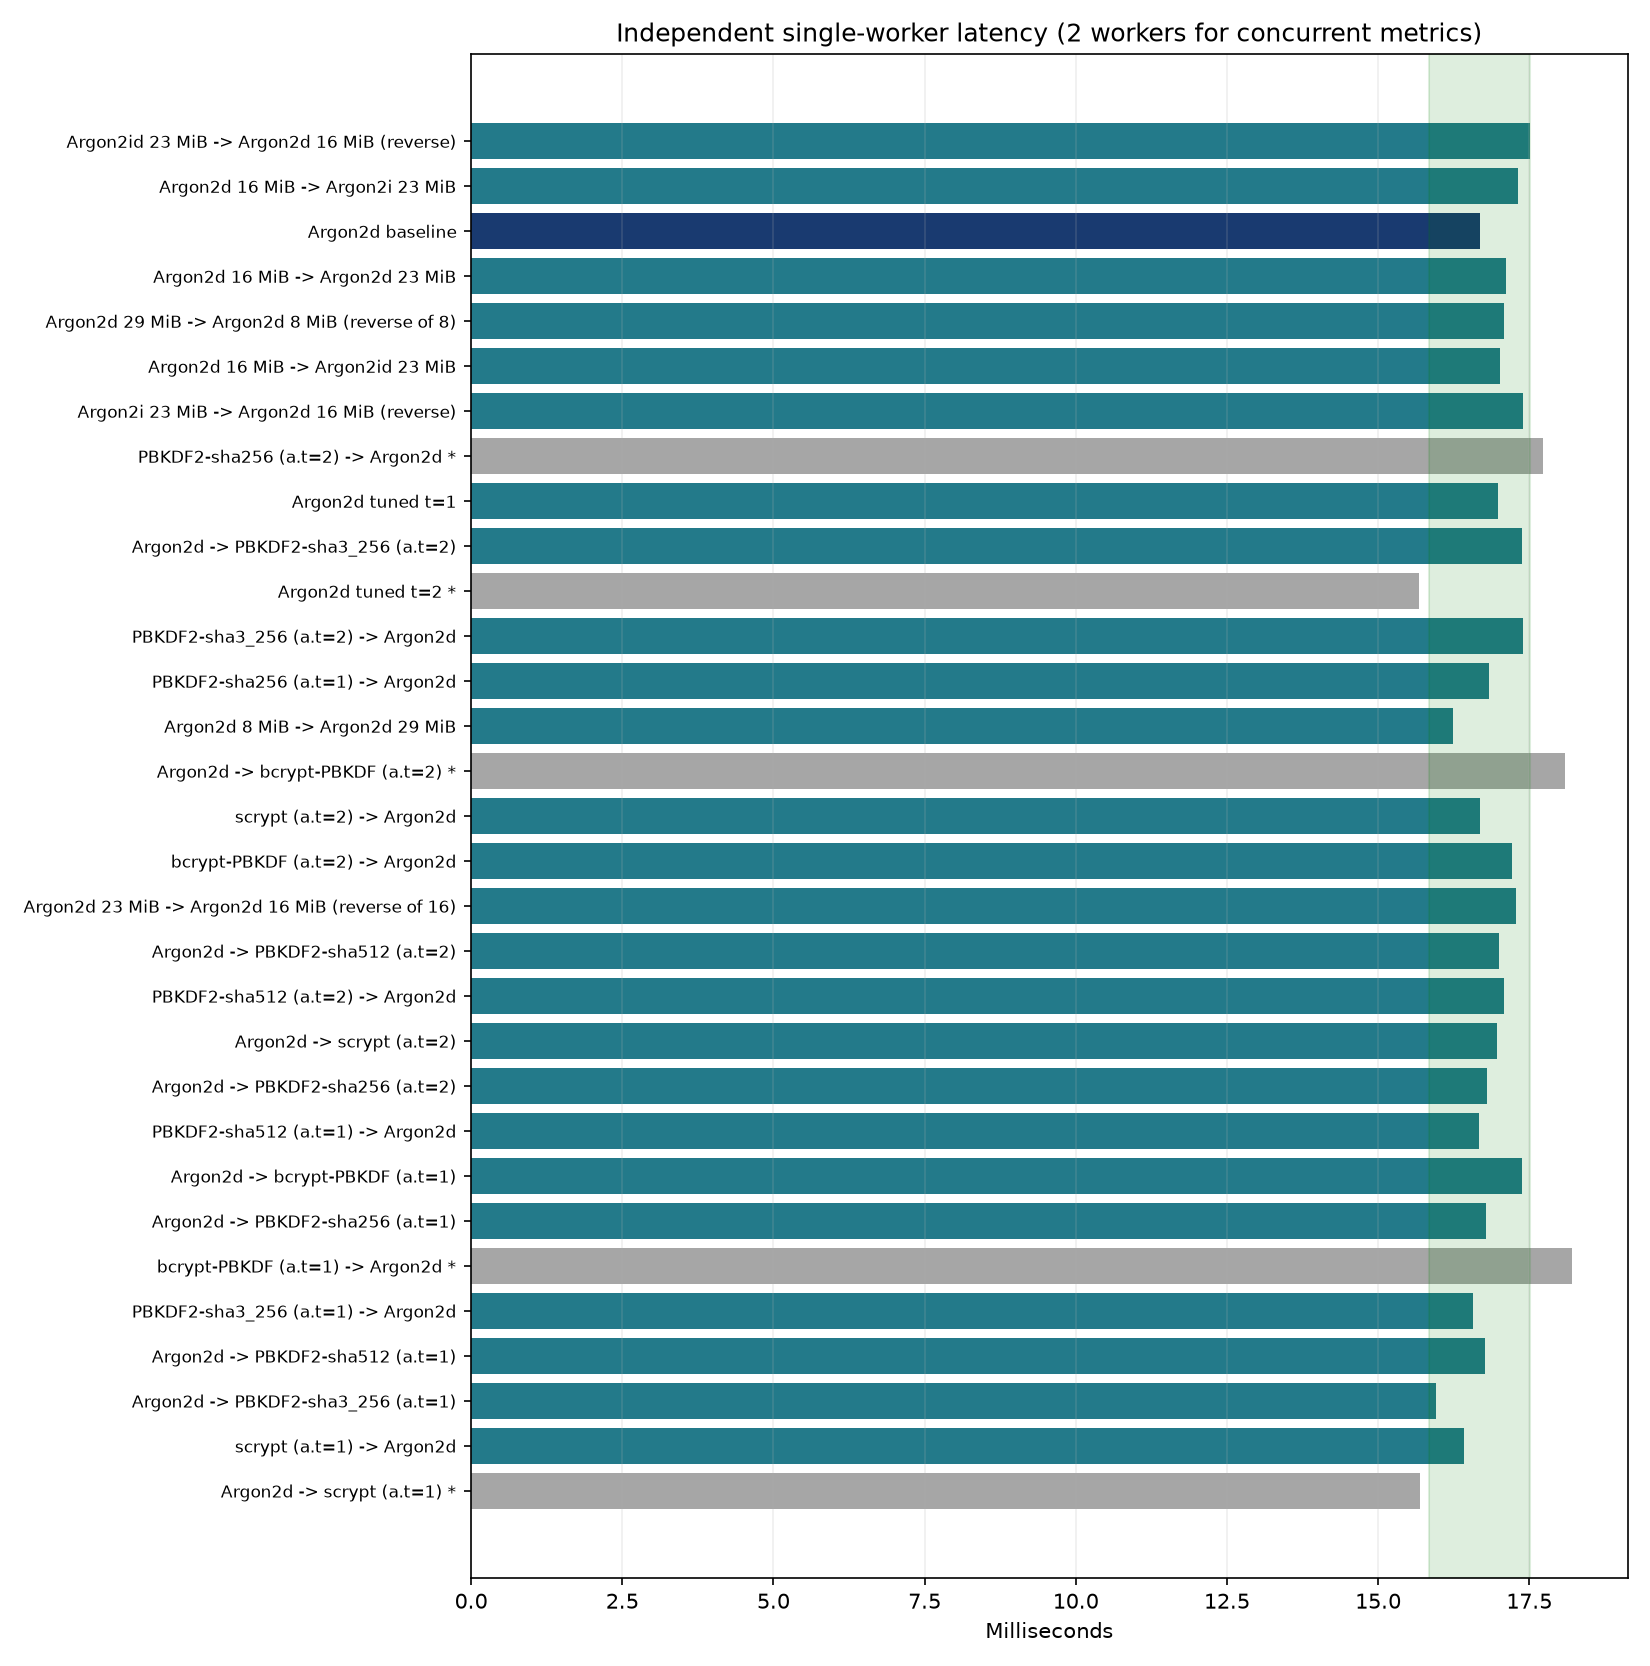 Independent single-worker latency (2 workers for concurrent metrics)
Argon2id 23 MiB -> Argon2d 16 MiB (reverse)
Argon2d 16 MiB -> Argon2i 23 MiB
Argon2d baseline
Argon2d 16 MiB -> Argon2d 23 MiB
Argon2d 29 MiB -> Argon2d 8 MiB (reverse of 8)
Argon2d 16 MiB -> Argon2id 23 MiB
Argon2i 23 MiB -> Argon2d 16 MiB (reverse)
PBKDF2-sha256 (a.t=2) -> Argon2d *
Argon2d tuned t=1
Argon2d -> PBKDF2-sha3_256 (a.t=2)
Argon2d tuned t=2 *
PBKDF2-sha3_256 (a.t=2) -> Argon2d
PBKDF2-sha256 (a.t=1) -> Argon2d
Argon2d 8 MiB -> Argon2d 29 MiB
Argon2d -> bcrypt-PBKDF (a.t=2) *
scrypt (a.t=2) -> Argon2d
bcrypt-PBKDF (a.t=2) -> Argon2d
Argon2d 23 MiB -> Argon2d 16 MiB (reverse of 16)
Argon2d -> PBKDF2-sha512 (a.t=2)
PBKDF2-sha512 (a.t=2) -> Argon2d
Argon2d -> scrypt (a.t=2)
Argon2d -> PBKDF2-sha256 (a.t=2)
PBKDF2-sha512 (a.t=1) -> Argon2d
Argon2d -> bcrypt-PBKDF (a.t=1)
Argon2d -> PBKDF2-sha256 (a.t=1)
bcrypt-PBKDF (a.t=1) -> Argon2d *
PBKDF2-sha3_256 (a.t=1) -> Argon2d
Argon2d -> PBKDF2-sha512 (a.t=1)
Argon2d -> PBKDF2-sha3_256 (a.t=1)
scrypt (a.t=1) -> Argon2d
Argon2d -> scrypt (a.t=1) *
0.0 2.5 5.0 7.5 10.0 12.5 15.0 17.5
Milliseconds